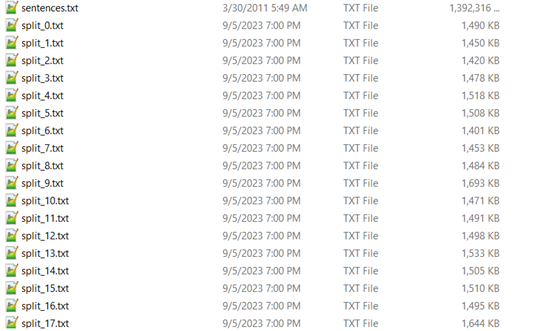 sentences.txt 3/30/2011 5:49 AM TXT File 1,392,316 ...
split_0.txt 9/5/2023 7:00 PM TXT File 1,490 KB
split_1.txt 9/5/2023 7:00 PM TXT File 1,450 KB
split_2.txt 9/5/2023 7:00 PM TXT File 1,420 KB
split_3.txt 9/5/2023 7:00 PM TXT File 1,478 KB
split_4.txt 9/5/2023 7:00 PM TXT File 1,518 KB
split_5.txt 9/5/2023 7:00 PM TXT File 1,508 KB
split_6.txt 9/5/2023 7:00 PM TXT File 1,401 KB
split_7.txt 9/5/2023 7:00 PM TXT File 1,453 KB
split_8.txt 9/5/2023 7:00 PM TXT File 1,484 KB
split_9.txt 9/5/2023 7:00 PM TXT File 1,693 KB
split_10.txt 9/5/2023 7:00 PM TXT File 1,471 KB
split_11.txt 9/5/2023 7:00 PM TXT File 1,491 KB
split_12.txt 9/5/2023 7:00 PM TXT File 1,498 KB
split_13.txt 9/5/2023 7:00 PM TXT File 1,533 KB
split_14.txt 9/5/2023 7:00 PM TXT File 1,505 KB
split_15.txt 9/5/2023 7:00 PM TXT File 1,510 KB
split_16.txt 9/5/2023 7:00 PM TXT File 1,495 KB
split_17.txt 9/5/2023 7:00 PM TXT File 1,644 KB